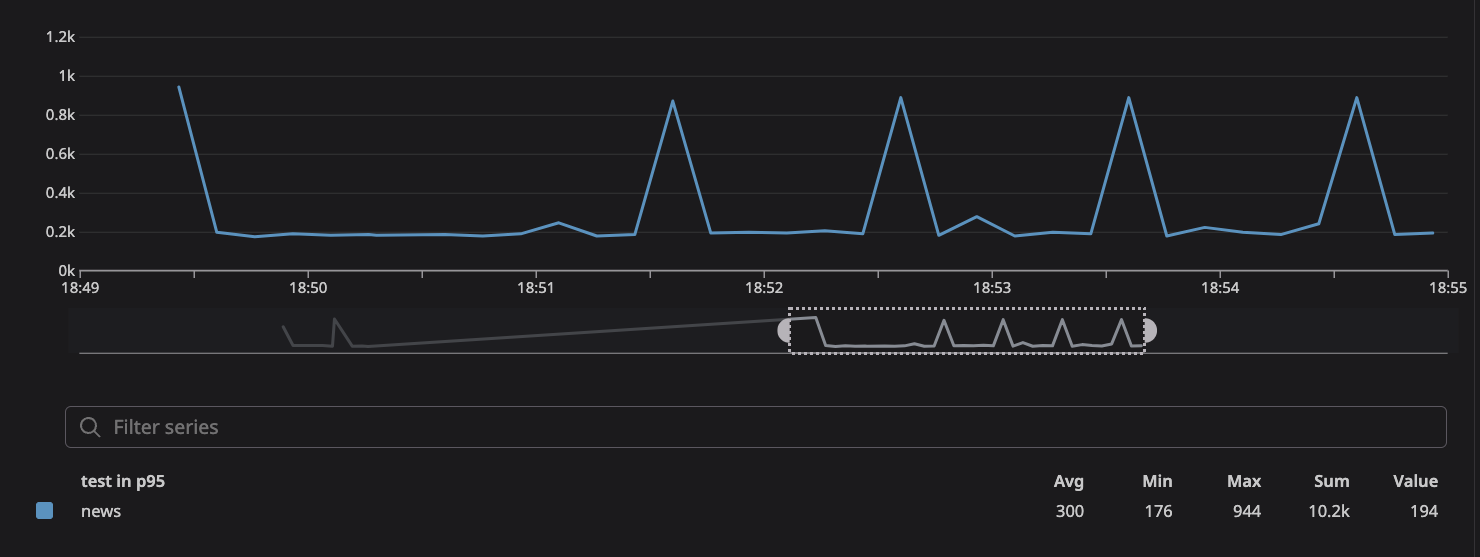 1.2k
1k
0.8k
0.6k
0.4k
0.2k
0k
18:49 18:50 18:51 18:52 18:53 18:54 18:55
Filter series
test in p95 Avg Min Max Sum Value
news 300 176 944 10.2k 194